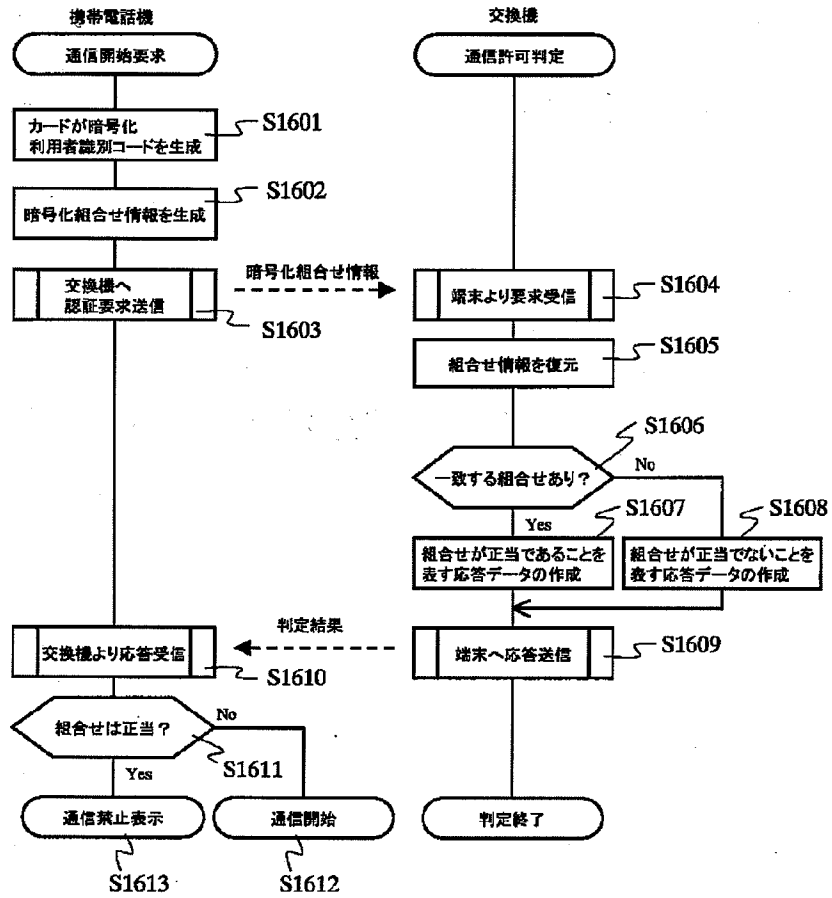 携帯電話機
交換機
通信開始要求
通信許可判定
カードが暗号化
利用者識別コードを生成
S1601
暗号化組合せ情報を生成
S1602
交換機へ
認証要求送信
S1603
暗号化組合せ情報
端末より要求受信
S1604
組合せ情報を復元
S1605
一致する組合せあり？
S1606
No
Yes
S1607
S1608
組合せが正当であることを
表す応答データの作成
組合せが正当でないことを
表す応答データの作成
判定結果
交換機より応答受信
S1610
端末へ応答送信
S1609
組合せは正当？
No
S1611
Yes
通信禁止表示
通信開始
判定終了
S1613
S1612